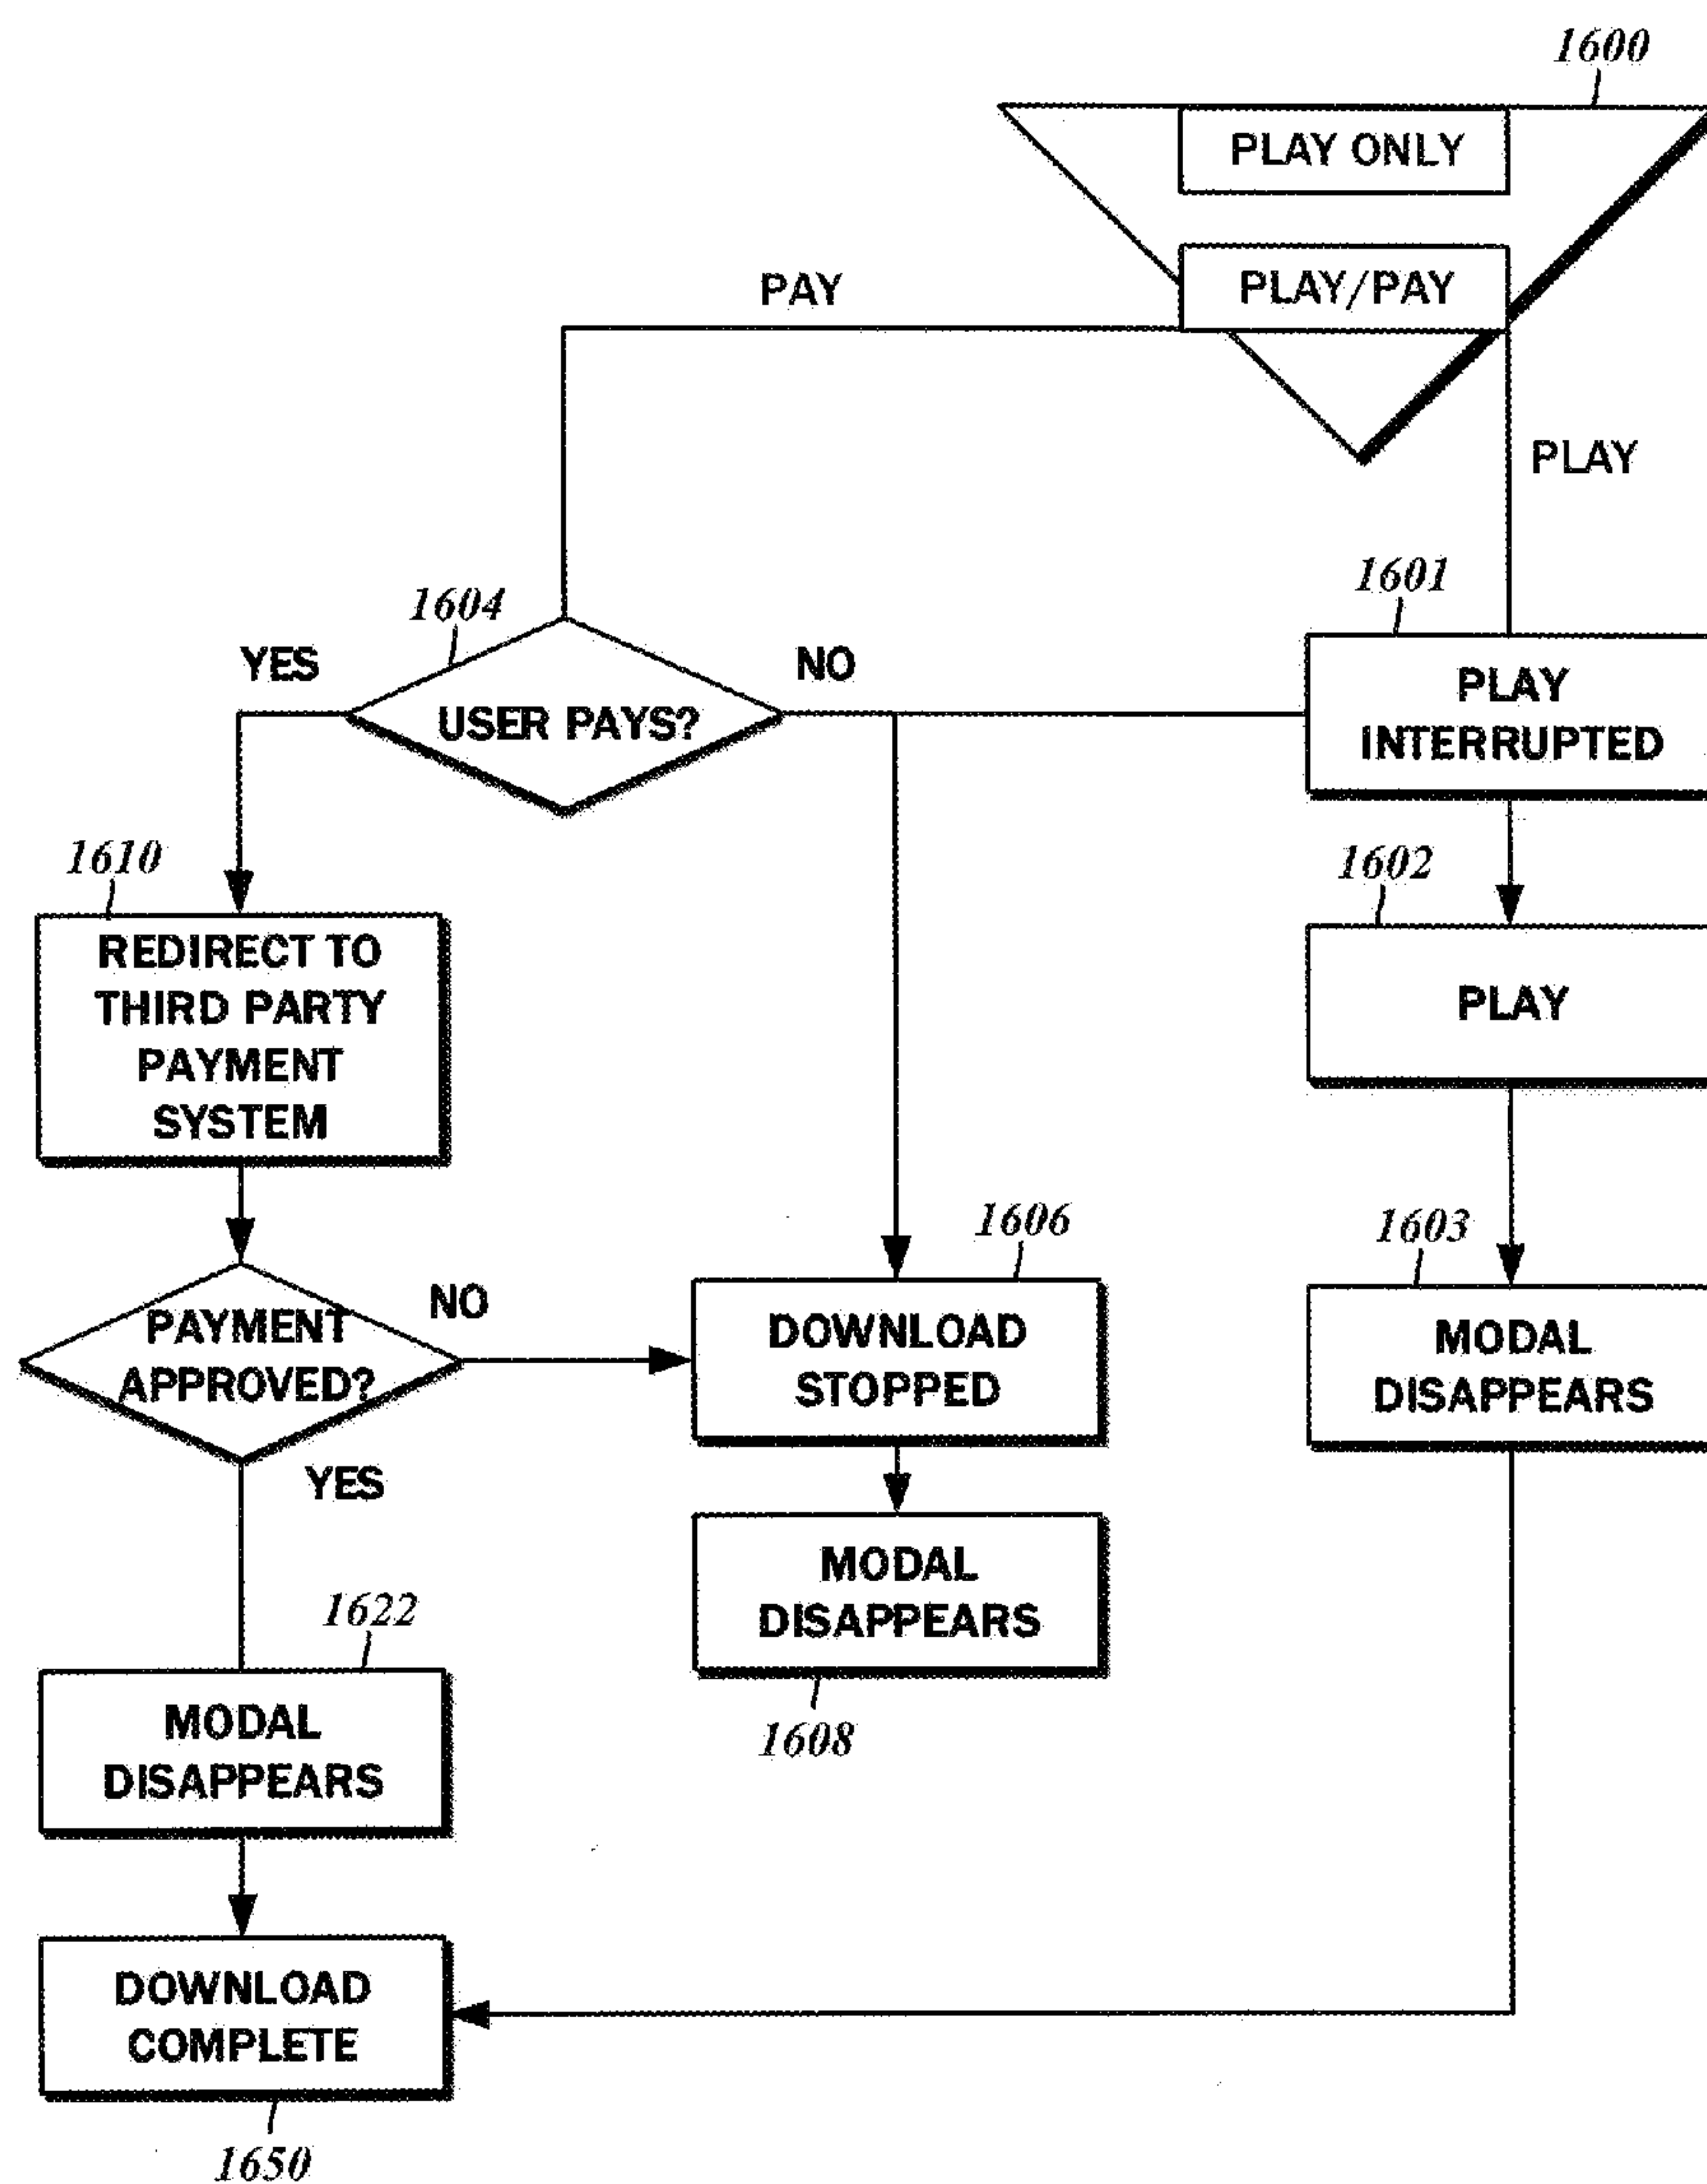 1600
PLAY ONLY
PLAY/PAY
PAY
PLAY
1601
1604
YES
NO
USER PAYS?
PLAY
INTERRUPTED
1610
1602
REDIRECT TO
THIRD PARTY
PAYMENT
SYSTEM
PLAY
1606
1603
PAYMENT
APPROVED?
NO
DOWNLOAD
STOPPED
MODAL
DISAPPEARS
YES
MODAL
DISAPPEARS
1608
1622
MODAL
DISAPPEARS
DOWNLOAD
COMPLETE
1650